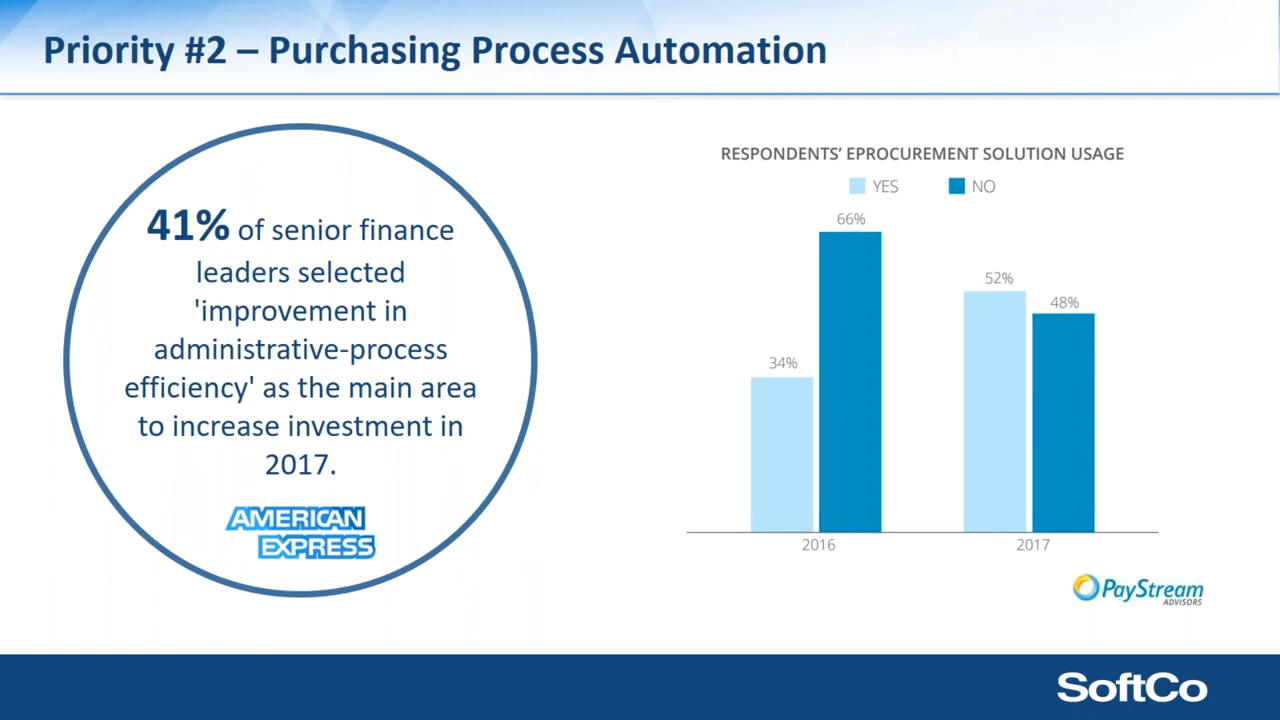 Priority #2 – Purchasing Process Automation
41% of senior finance
leaders selected
'improvement in
administrative-process
efficiency' as the main area
to increase investment in
2017.
AMERICAN
EXPRESS
RESPONDENTS’ EPROCUREMENT SOLUTION USAGE
YES NO
66%
52%
48%
34%
2016 2017
PayStream
ADVISORS
SoftCo